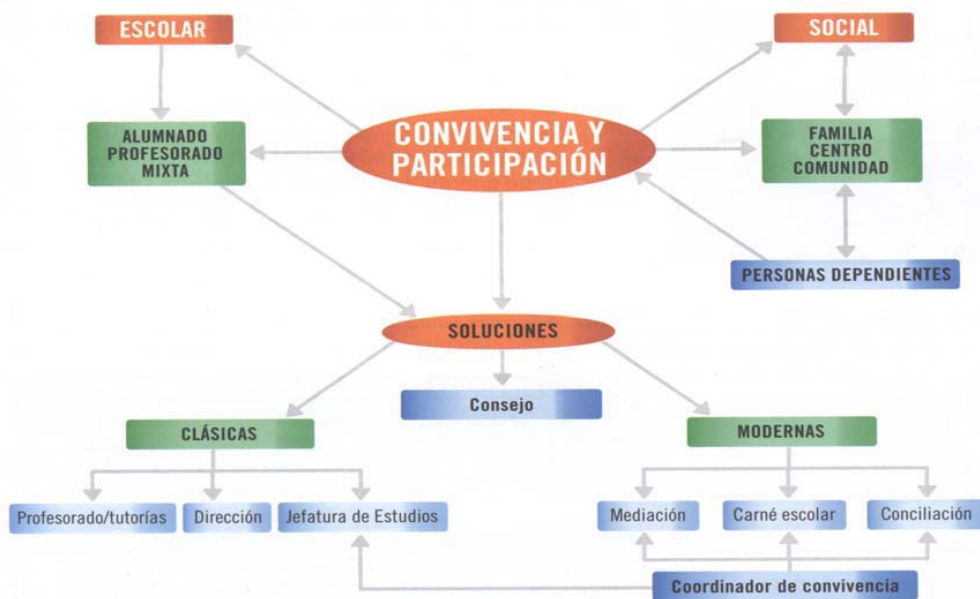 ESCOLAR
SOCIAL
CONVIVENCIA Y
PARTICIPACIÓN
ALUMNADO
PROFESORADO
MIXTA
FAMILIA
CENTRO
COMUNIDAD
PERSONAS DEPENDIENTES
SOLUCIONES
Consejo
CLÁSICAS
MODERNAS
Profesorado/tutorías
Dirección
Jefatura de Estudios
Mediación
Carné escolar
Conciliación
Coordinador de convivencia